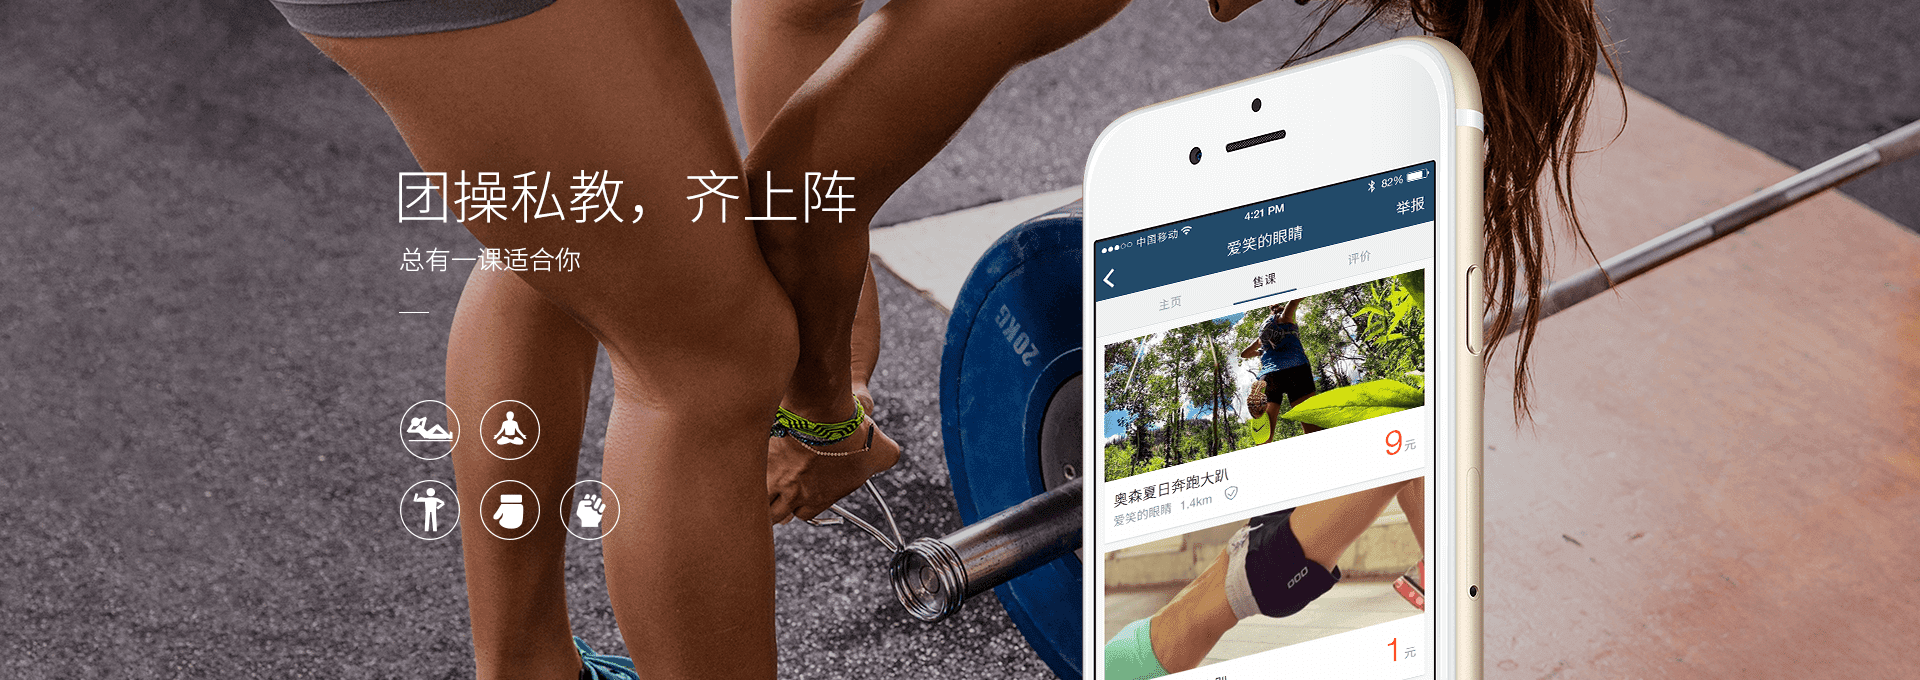 团操私教，齐上阵
总有一课适合你
20KG
中国移动
4:21 PM
82%
爱笑的眼睛
举报
主页
售课
评价
9元
奥森夏日奔跑大趴
爱笑的眼睛 1.4km
1元